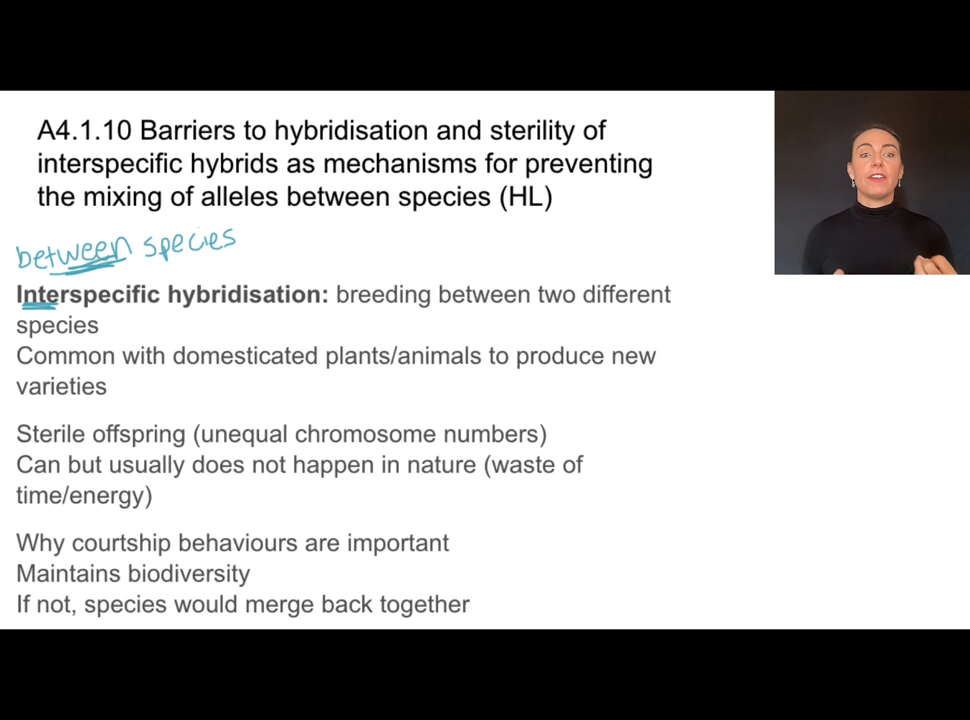 A4.1.10 Barriers to hybridisation and sterility of
interspecific hybrids as mechanisms for preventing
the mixing of alleles between species (HL)
between species
Interspecific hybridisation: breeding between two different
species
Common with domesticated plants/animals to produce new
varieties
Sterile offspring (unequal chromosome numbers)
Can but usually does not happen in nature (waste of
time/energy)
Why courtship behaviours are important
Maintains biodiversity
If not, species would merge back together